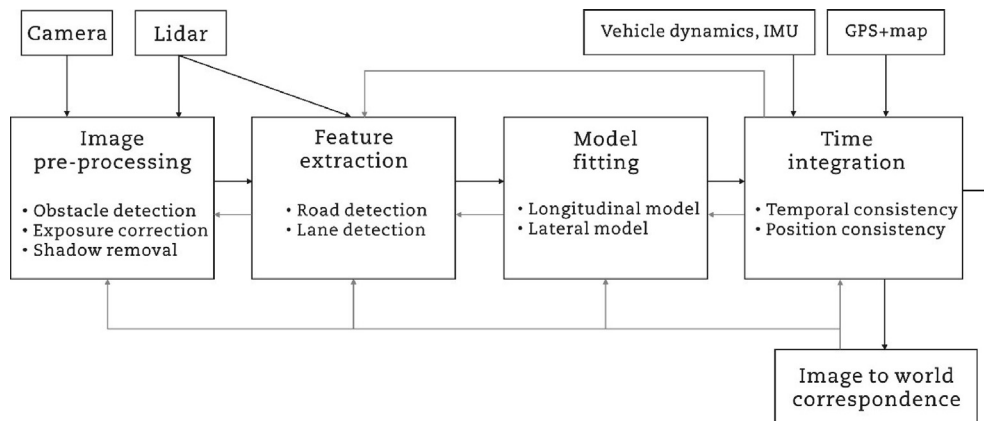 Camera
Lidar
Vehicle dynamics, IMU
GPS+map
Image
pre-processing
• Obstacle detection
• Exposure correction
• Shadow removal
Feature
extraction
• Road detection
• Lane detection
Model
fitting
• Longitudinal model
• Lateral model
Time
integration
• Temporal consistency
• Position consistency
Image to world
correspondence